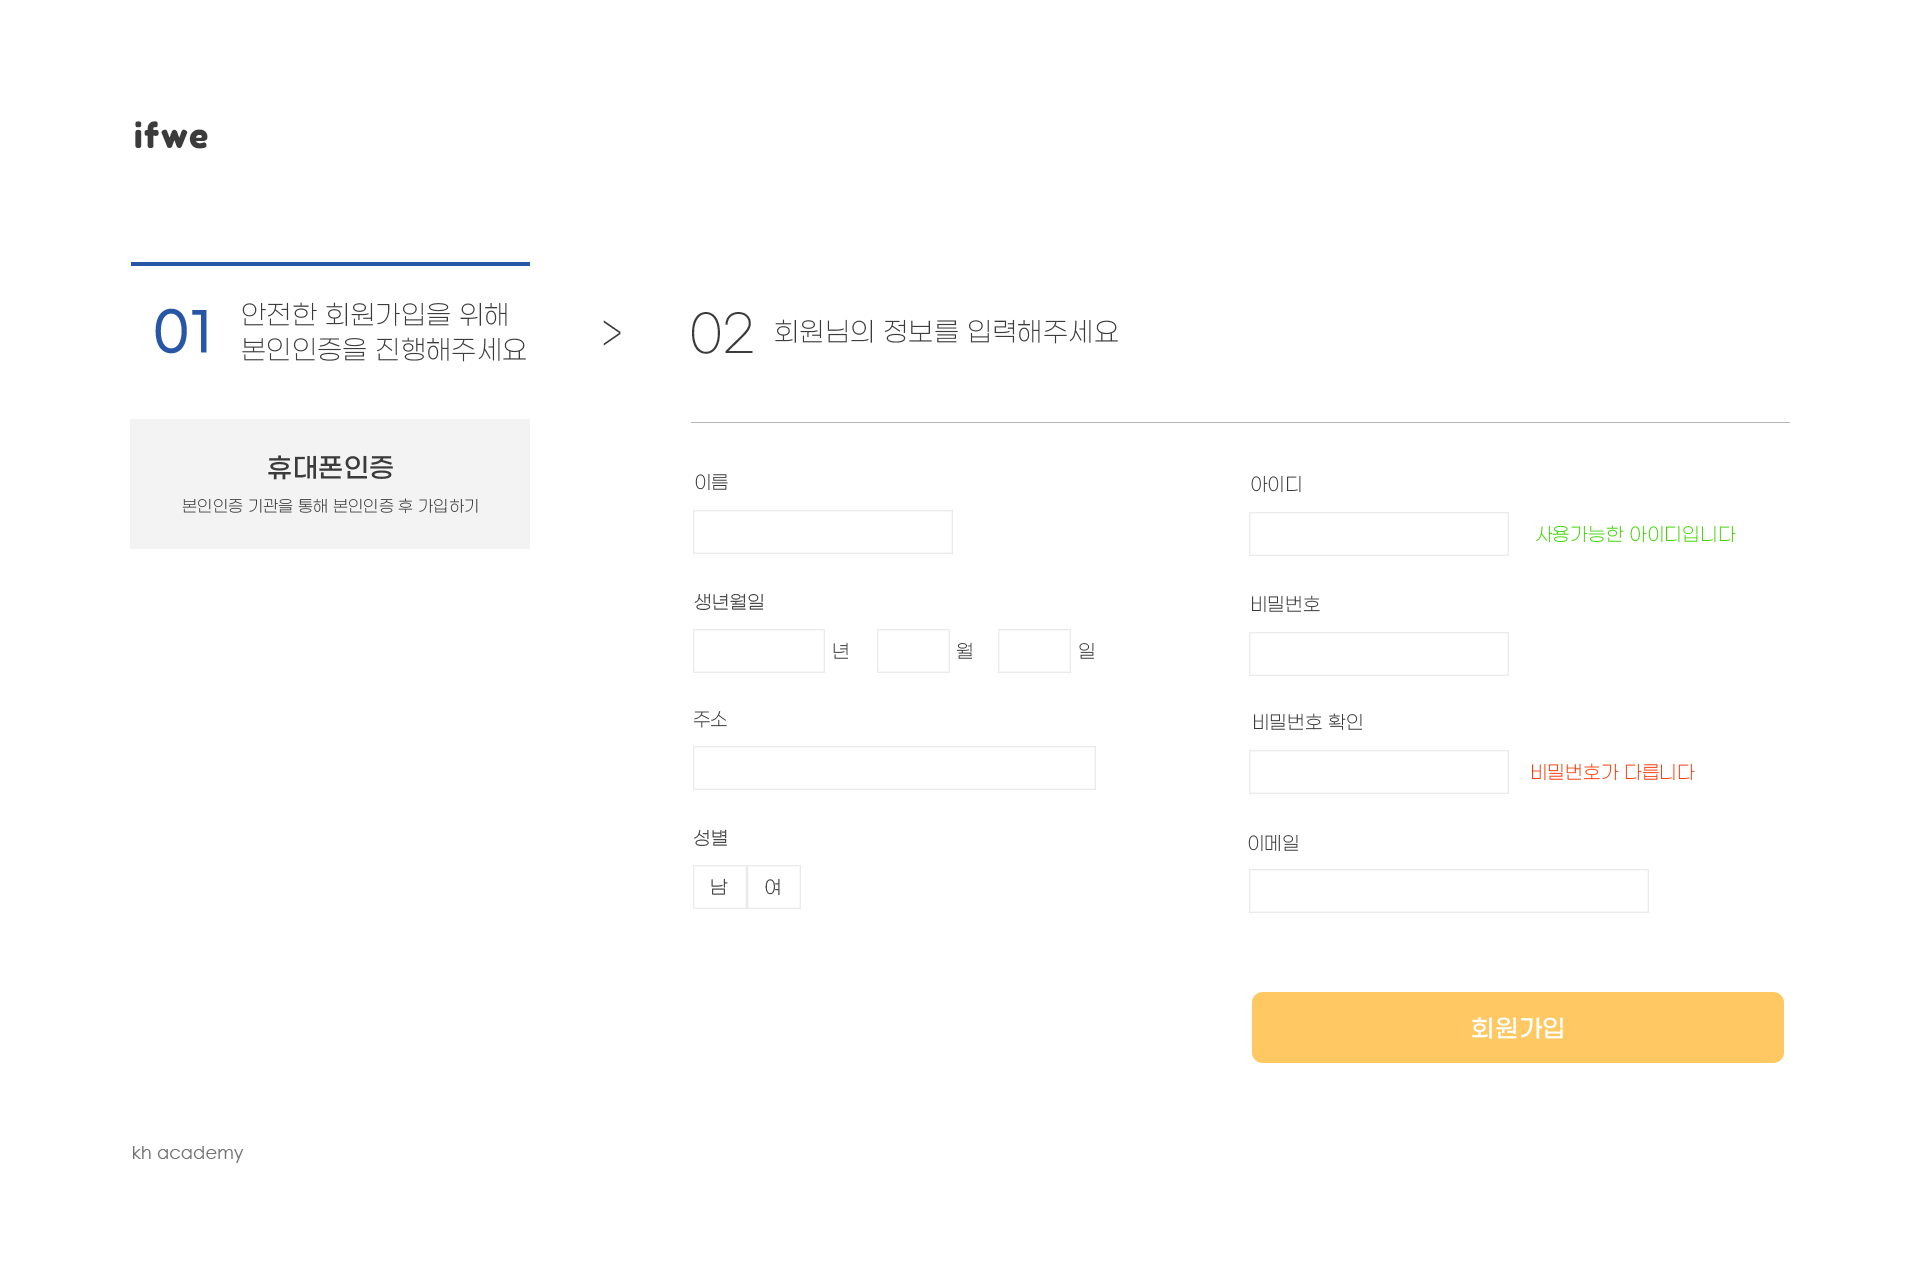 ifwe
01
안전한 회원가입을 위해
본인인증을 진행해주세요
>
02 회원님의 정보를 입력해주세요
휴대폰인증
본인인증 기관을 통해 본인인증 후 가입하기
이름
생년월일
년 월 일
주소
성별
남 여
아이디
사용가능한 아이디입니다
비밀번호
비밀번호 확인
비밀번호가 다릅니다
이메일
회원가입
kh academy